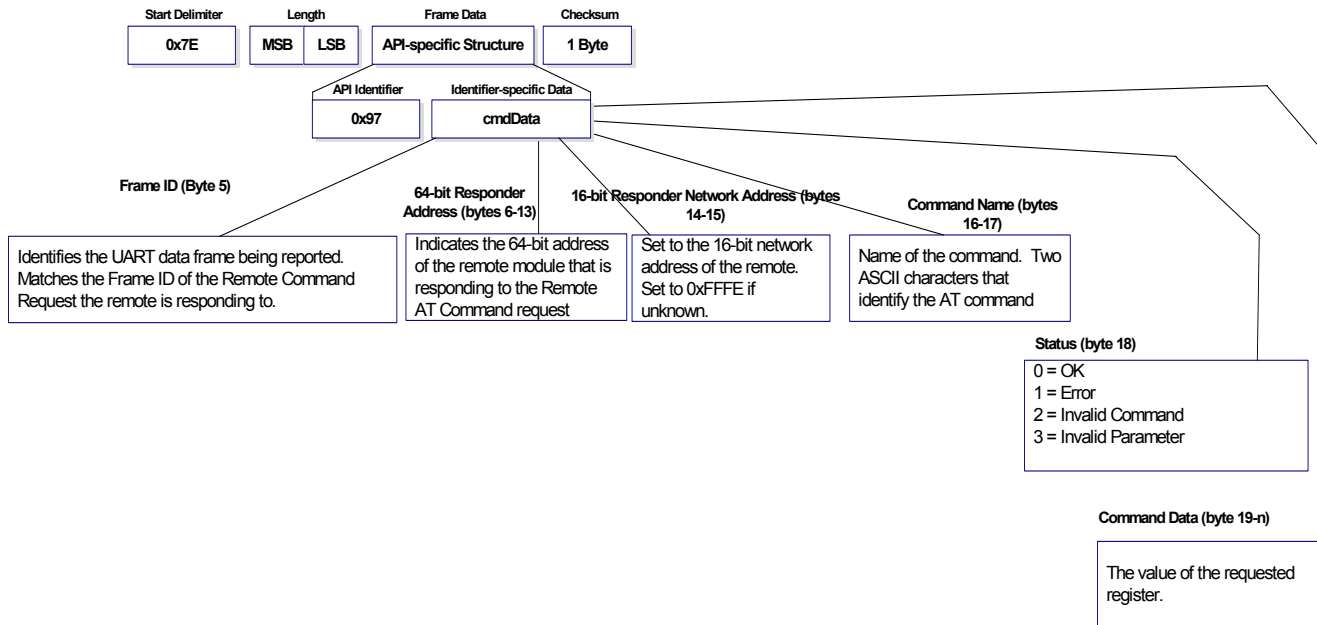 Start Delimiter Length Frame Data Checksum
0x7E MSB LSB API-specific Structure 1 Byte
API Identifier Identifier-specific Data
0x97 cmdData
Frame ID (Byte 5)
Identifies the UART data frame being reported.
Matches the Frame ID of the Remote Command
Request the remote is responding to.
64-bit Responder
Address (bytes 6-13)
Indicates the 64-bit address
of the remote module that is
responding to the Remote
AT Command request
16-bit Responder Network Address (bytes
14-15)
Set to the 16-bit network
address of the remote.
Set to 0xFFFE if
unknown.
Command Name (bytes
16-17)
Name of the command. Two
ASCII characters that
identify the AT command
Status (byte 18)
0 = OK
1 = Error
2 = Invalid Command
3 = Invalid Parameter
Command Data (byte 19-n)
The value of the requested
register.